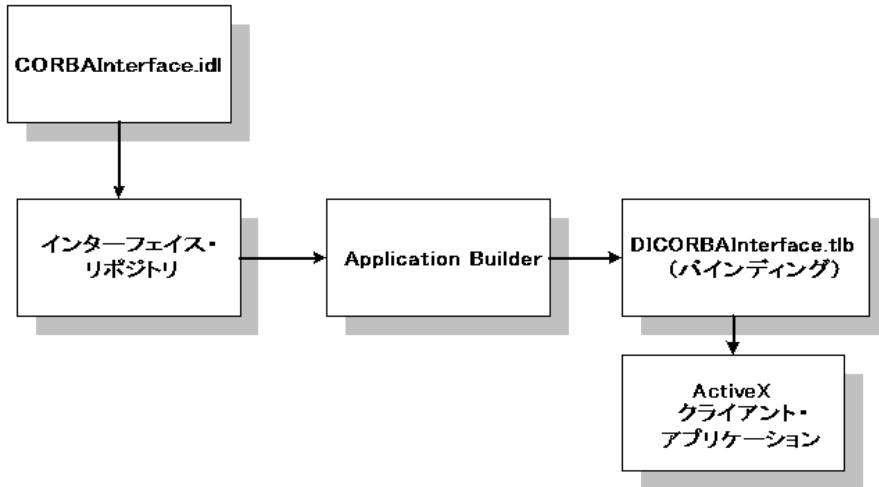 CORBAInterface.idl
インターフェイス・
リポジトリ
Application Builder
DICORBAInterface.tlb
（バインディング）
ActiveX
クライアント・
アプリケーション